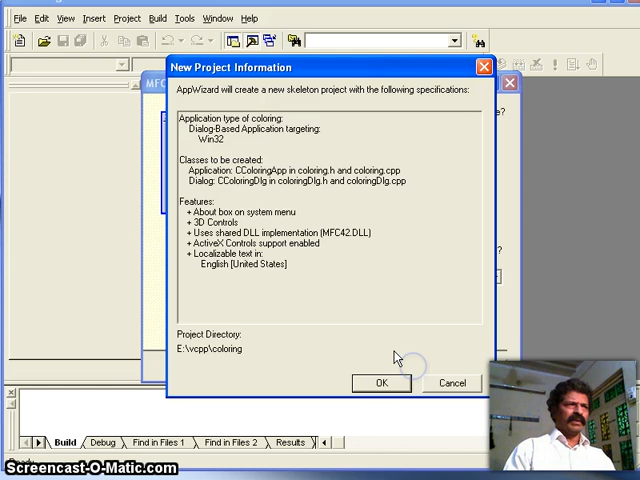 File Edit View Insert Project Build Tools Window Help
New Project Information
MFC
AppWizard will create a new skeleton project with the following specifications:
Application type of coloring:
Dialog-Based Application targeting:
Win32
Classes to be created:
Application: CColoringApp in coloring.h and coloring.cpp
Dialog: CColoringDlg in coloringDlg.h and coloringDlg.cpp
Features:
+ About box on system menu
+ 3D Controls
+ Uses shared DLL implementation (MFC42.DLL)
+ ActiveX Controls support enabled
+ Localizable text in:
English [United States]
Project Directory:
E:\vcpp\coloring
OK Cancel
Build Debug Find in Files 1 Find in Files 2 Results
Screencast-O-Matic.com